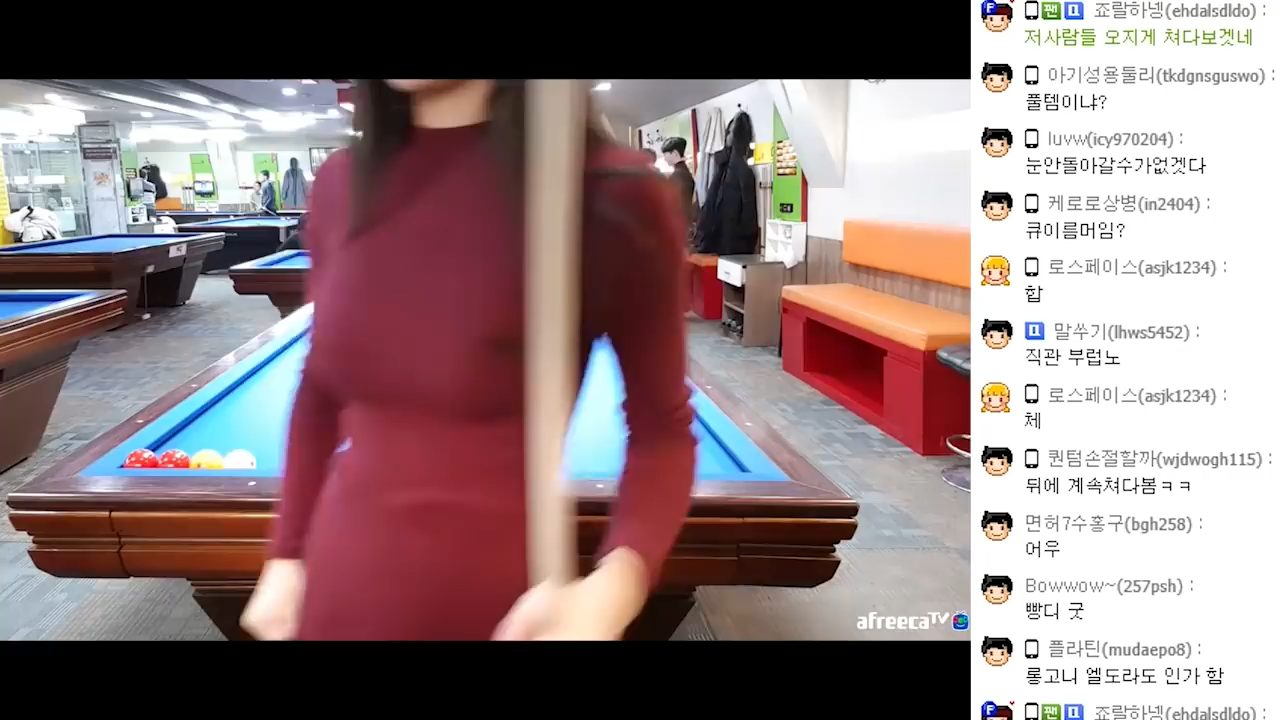 죠랄하넹(ehdalsdldo) :
저사람들 오지게 쳐다보겟네
아기성용둘리(tkdgnsguswo) :
풀템이냐?
luvw(icy970204) :
눈안돌아갈수가없겟다
케로로상병(in2404) :
큐이름머임?
로스페이스(asjk1234) :
합
말쑤기(lhws5452) :
직관 부럽노
로스페이스(asjk1234) :
체
퀀텀손절할까(wjdwogh115) :
뒤에 계속쳐다봄ㅋㅋ
면허7수홍구(bgh258) :
어우
Bowwow~(257psh) :
빵디 굿
플라틴(mudaepo8) :
롱고니 엘도라도 인가 함
죠랄하넹(ehdalsdldo) :
afreecaTV